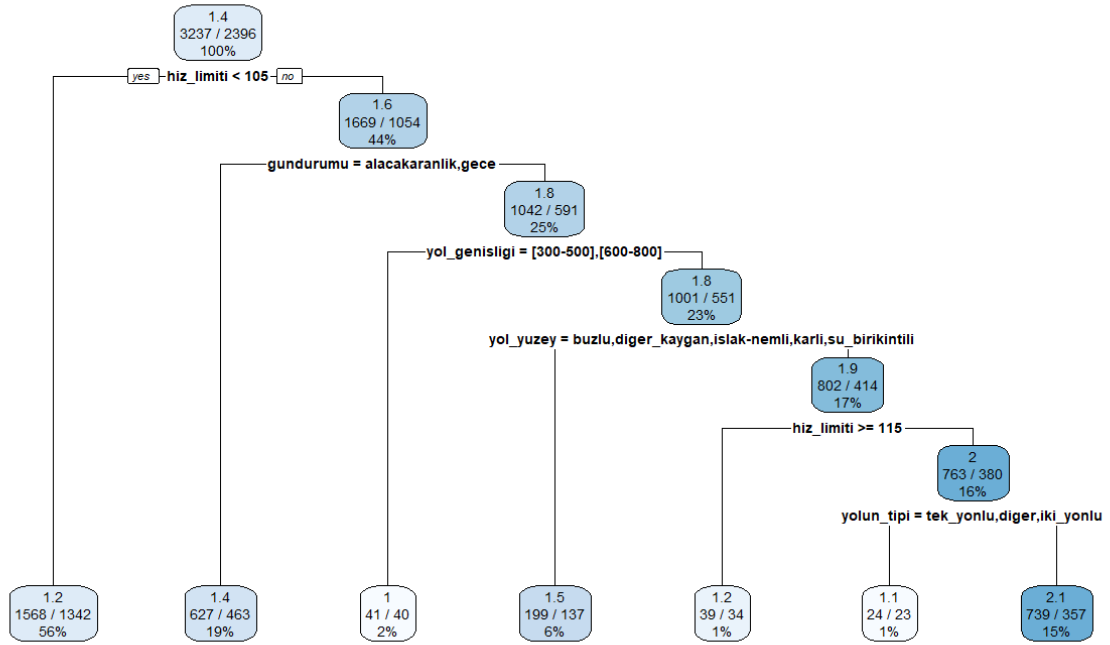 1.4
3237 / 2396
100%
yes hiz_limiti < 105 no
1.6
1669 / 1054
44%
gundurumu = alacakaranlik,gece
1.8
1042 / 591
25%
yol_genisligi = [300-500],[600-800]
1.8
1001 / 551
23%
yol_yuzey = buzlu,diger_kaygan,islak-nemli,karli,su_birikintili
1.9
802 / 414
17%
hiz_limiti >= 115
2
763 / 380
16%
yolun_tipi = tek_yonlu,diger,iki_yonlu
1.2
1568 / 1342
56%
1.4
627 / 463
19%
1
41 / 40
2%
1.5
199 / 137
6%
1.2
39 / 34
1%
1.1
24 / 23
1%
2.1
739 / 357
15%